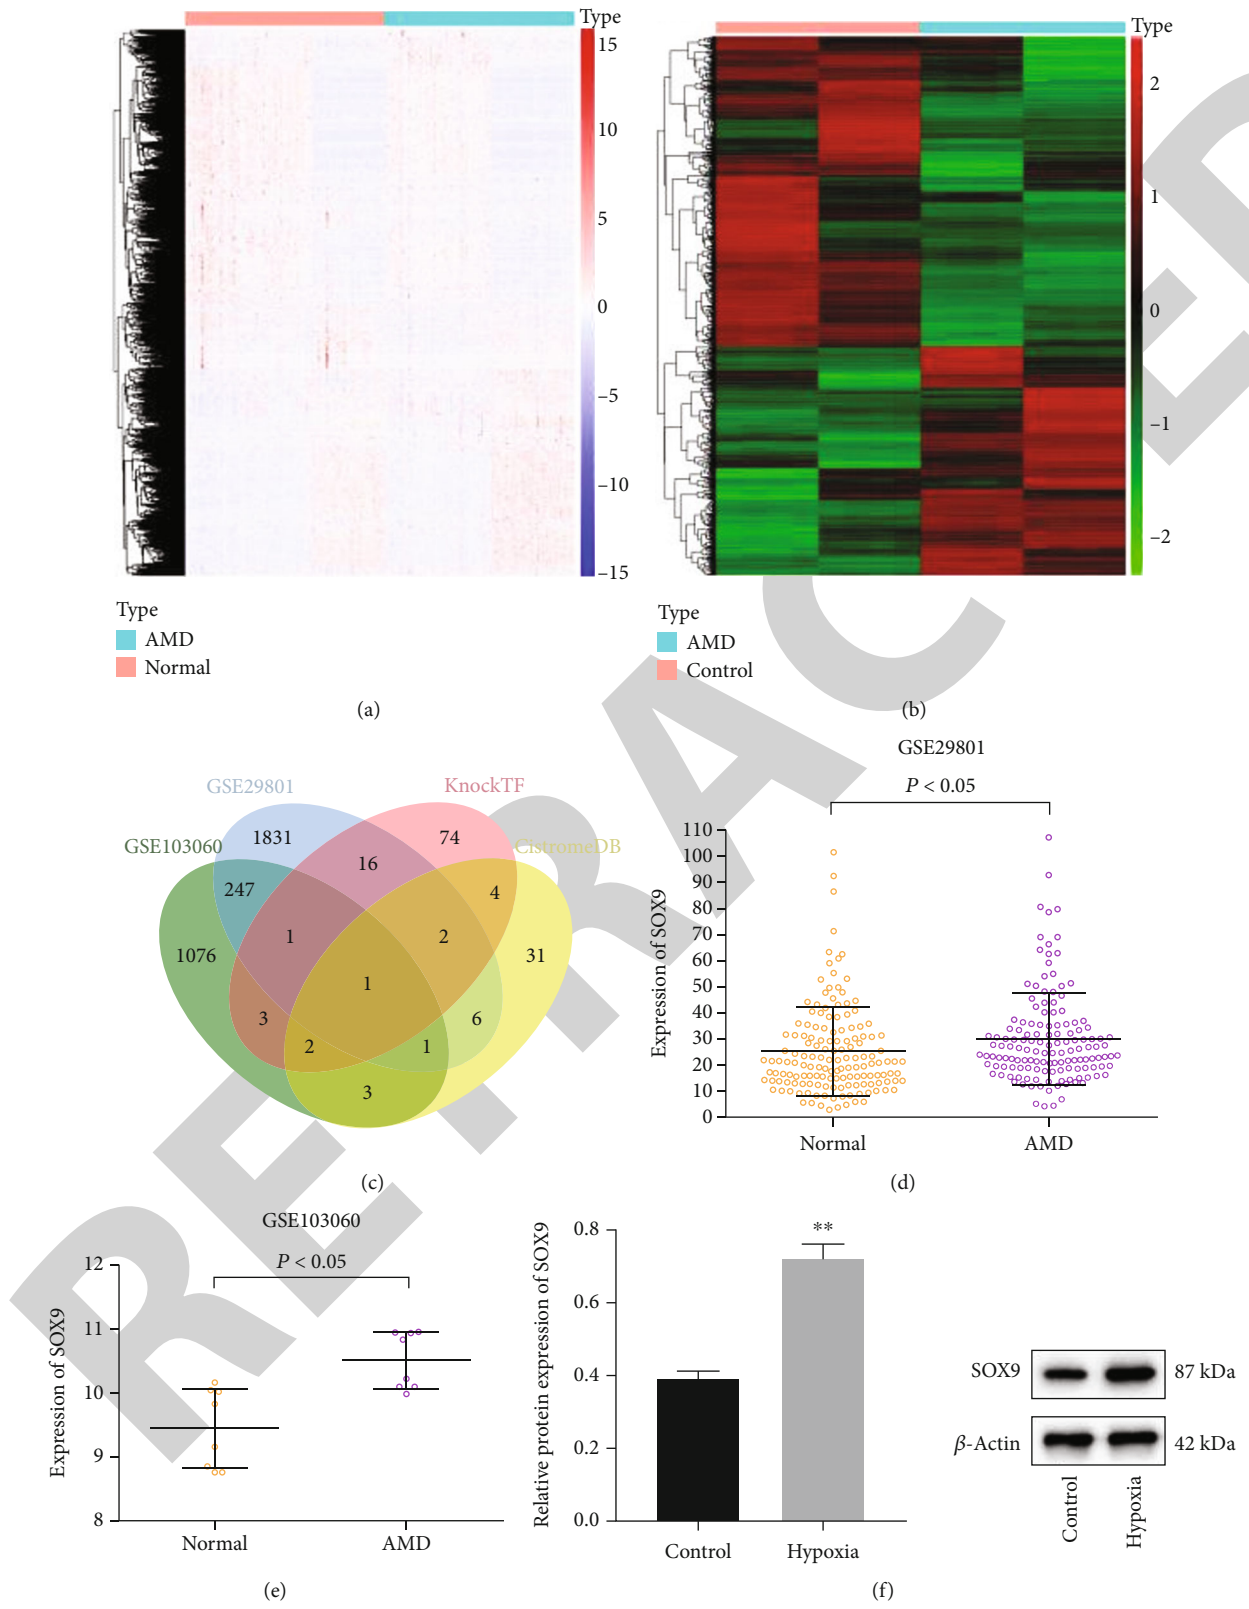 Type
15
10
5
0
–5
–10
–15
Type
AMD
Normal
(a)
Type
2
1
0
–1
–2
Type
AMD
Control
(b)
GSE29801
KnockTF
GSE103060
CistromeDB
1831
74
16
247
4
1
2
1076
31
1
3
6
2
1
3
(c)
GSE29801
P < 0.05
Expression of SOX9
110
100
90
80
70
60
50
40
30
20
10
0
Normal
AMD
(d)
GSE103060
P < 0.05
Expression of SOX9
12
11
10
9
8
Normal
AMD
(e)
Relative protein expression of SOX9
0.8
0.6
0.4
0.2
0.0
**
Control
Hypoxia
SOX9
87 kDa
β-Actin
42 kDa
Control
Hypoxia
(f)
RETRACTED